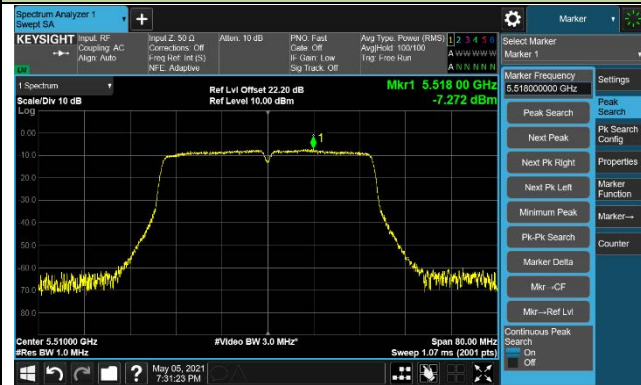 Spectrum Analyzer 1
Swept SA
Marker
KEYSIGHT
Input: RF
Coupling: AC
Align: Auto
Input Z: 50 Ω
Corrections: Off
Freq Ref: Int (S)
NFE: Adaptive
Atten: 10 dB
PNO: Fast
Gate: Off
IF Gain: Low
Sig Track: Off
Avg Type: Power (RMS)
Avg|Hold: 100/100
Trig: Free Run
1 2 3 4 5 6
A W W W W W
A N N N N N
Select Marker
Marker 1
1 Spectrum
Scale/Div 10 dB
Log
Ref Lvl Offset 22.20 dB
Ref Level 10.00 dBm
Mkr1 5.518 00 GHz
-7.272 dBm
1
0.00
-10.0
-20.0
-30.0
-40.0
-50.0
-60.0
-70.0
-80.0
Center 5.51000 GHz
#Res BW 1.0 MHz
#Video BW 3.0 MHz*
Span 80.00 MHz
Sweep 1.07 ms (2001 pts)
Marker Frequency
5.518000000 GHz
Peak Search
Next Peak
Next Pk Right
Next Pk Left
Minimum Peak
Pk-Pk Search
Marker Delta
Mkr→CF
Mkr→Ref Lvl
Continuous Peak
Search
On
Off
Settings
Peak
Search
Pk Search
Config
Properties
Marker
Function
Marker→
Counter
May 05, 2021
7:31:23 PM